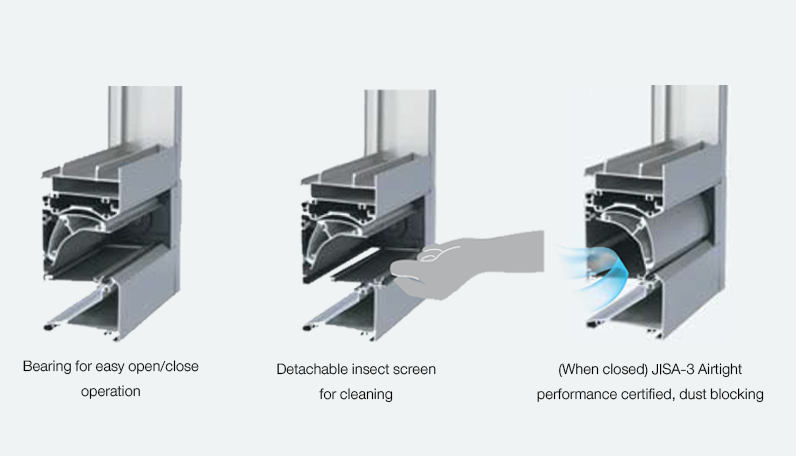 Bearing for easy open/close
operation
Detachable insect screen
for cleaning
(When closed) JISA-3 Airtight
performance certified, dust blocking